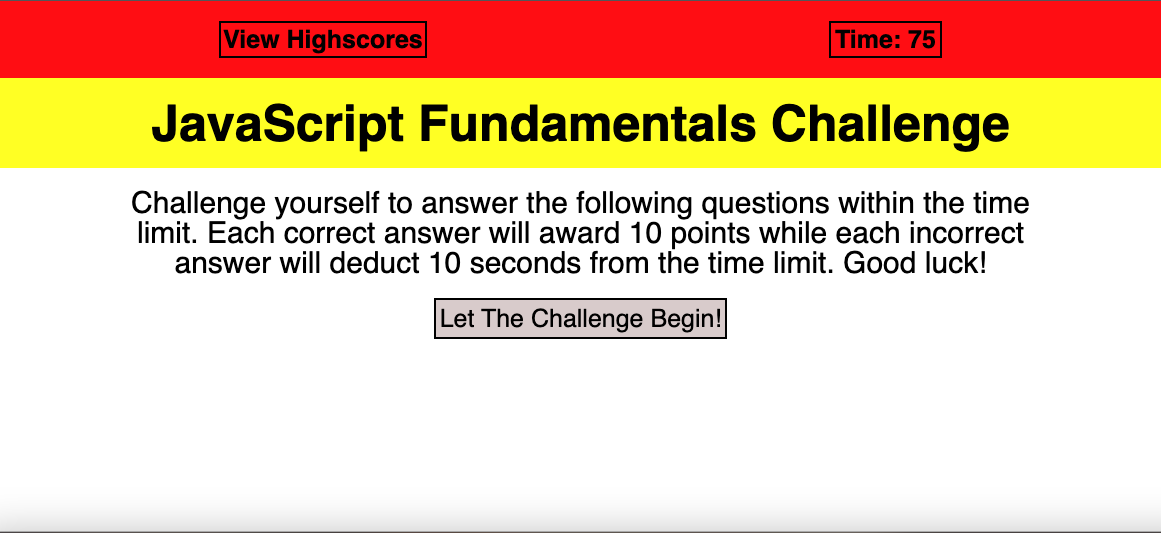 View Highscores Time: 75
JavaScript Fundamentals Challenge
Challenge yourself to answer the following questions within the time
limit. Each correct answer will award 10 points while each incorrect
answer will deduct 10 seconds from the time limit. Good luck!
Let The Challenge Begin!